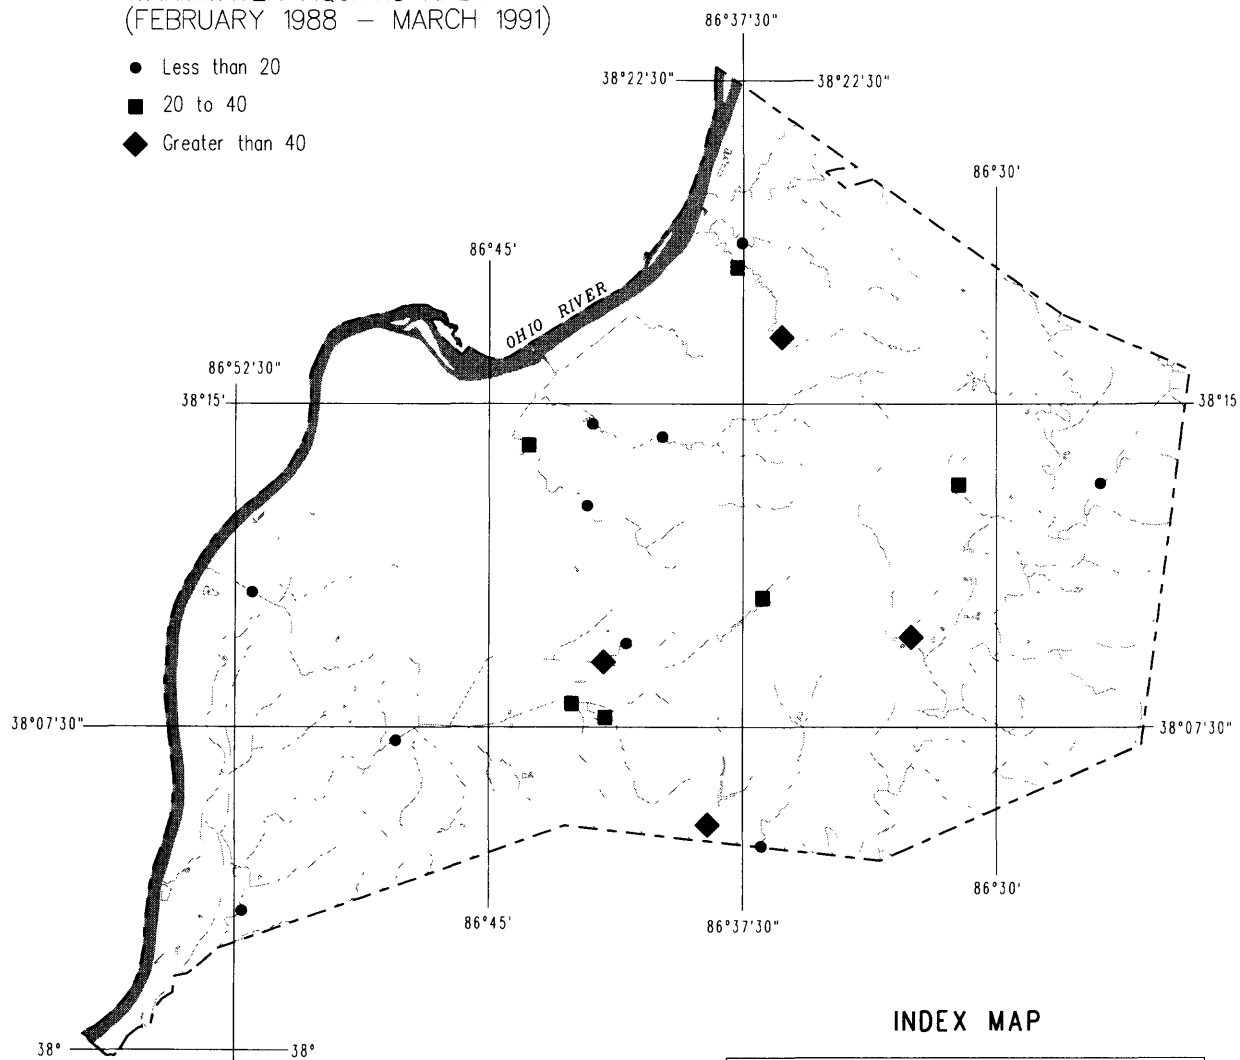 (FEBRUARY 1988 – MARCH 1991)
Less than 20
20 to 40
Greater than 40
86°37'30"
38°22'30"
38°22'30"
86°30'
86°45'
OHIO RIVER
86°52'30"
38°15'
38°15
38°07'30"
38°07'30"
86°45'
86°37'30"
86°30'
38°
38°
INDEX MAP